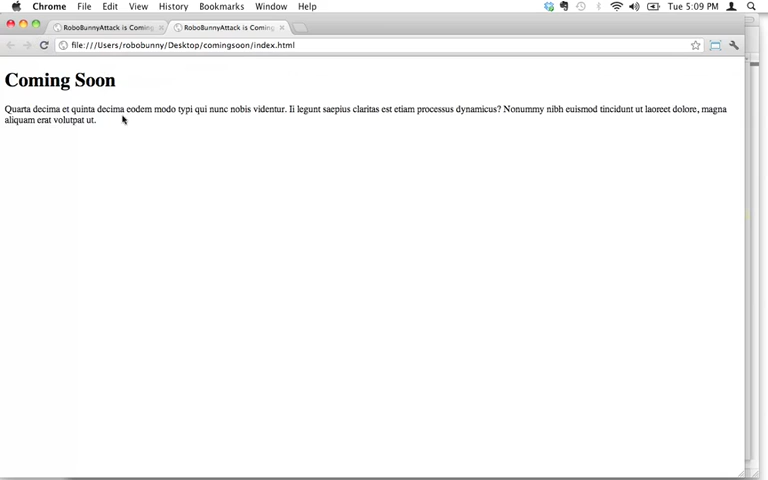 Chrome File Edit View History Bookmarks Window Help Tue 5:09 PM
RoboBunnyAttack is Coming RoboBunnyAttack is Coming
file:///Users/robobunny/Desktop/comingsoon/index.html
Coming Soon
Quarta decima et quinta decima eodem modo typi qui nunc nobis videntur. Ii legunt saepius claritas est etiam processus dynamicus? Nonummy nibh euismod tincidunt ut laoreet dolore, magna
aliquam erat volutpat ut.